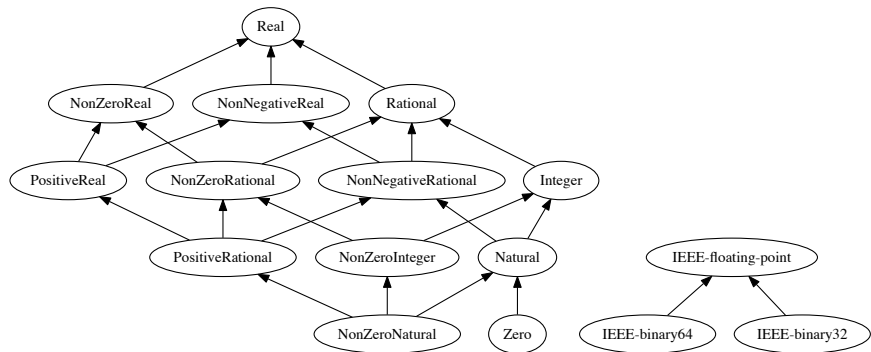 Real
NonZeroReal NonNegativeReal Rational
PositiveReal NonZeroRational NonNegativeRational Integer
PositiveRational NonZeroInteger Natural IEEE-floating-point
NonZeroNatural Zero IEEE-binary64 IEEE-binary32